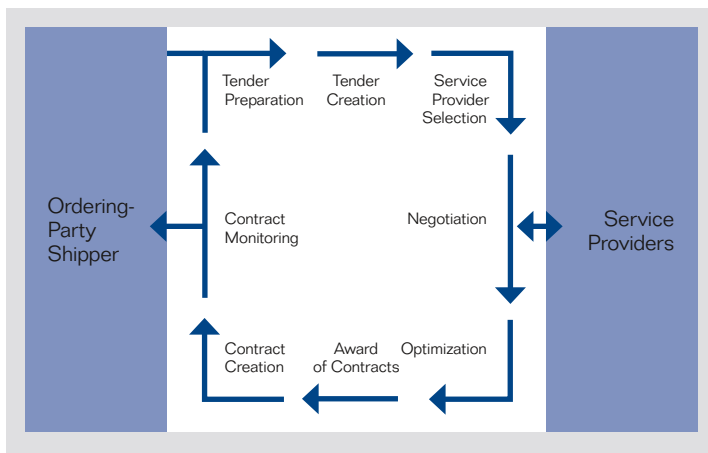 Tender
Preparation
Tender
Creation
Service
Provider
Selection
Ordering-
Party
Shipper
Contract
Monitoring
Negotiation
Service
Providers
Contract
Creation
Award
of Contracts
Optimization